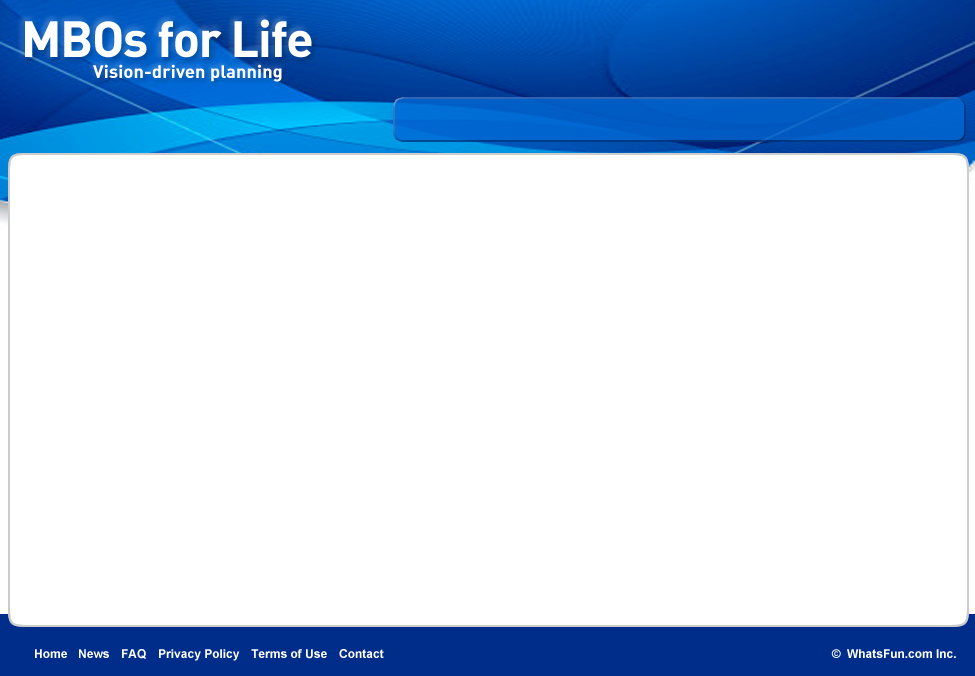 MBOs for Life
Vision-driven planning
Home News FAQ Privacy Policy Terms of Use Contact © WhatsFun.com Inc.